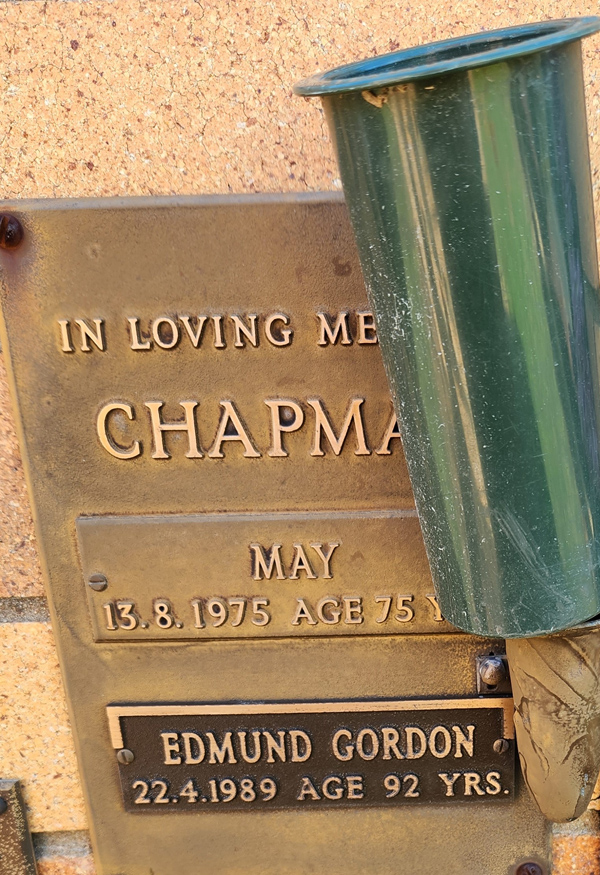 IN LOVING ME
CHAPMA
MAY
13.8.1975 AGE 75 Y
EDMUND GORDON
22.4.1989 AGE 92 YRS.